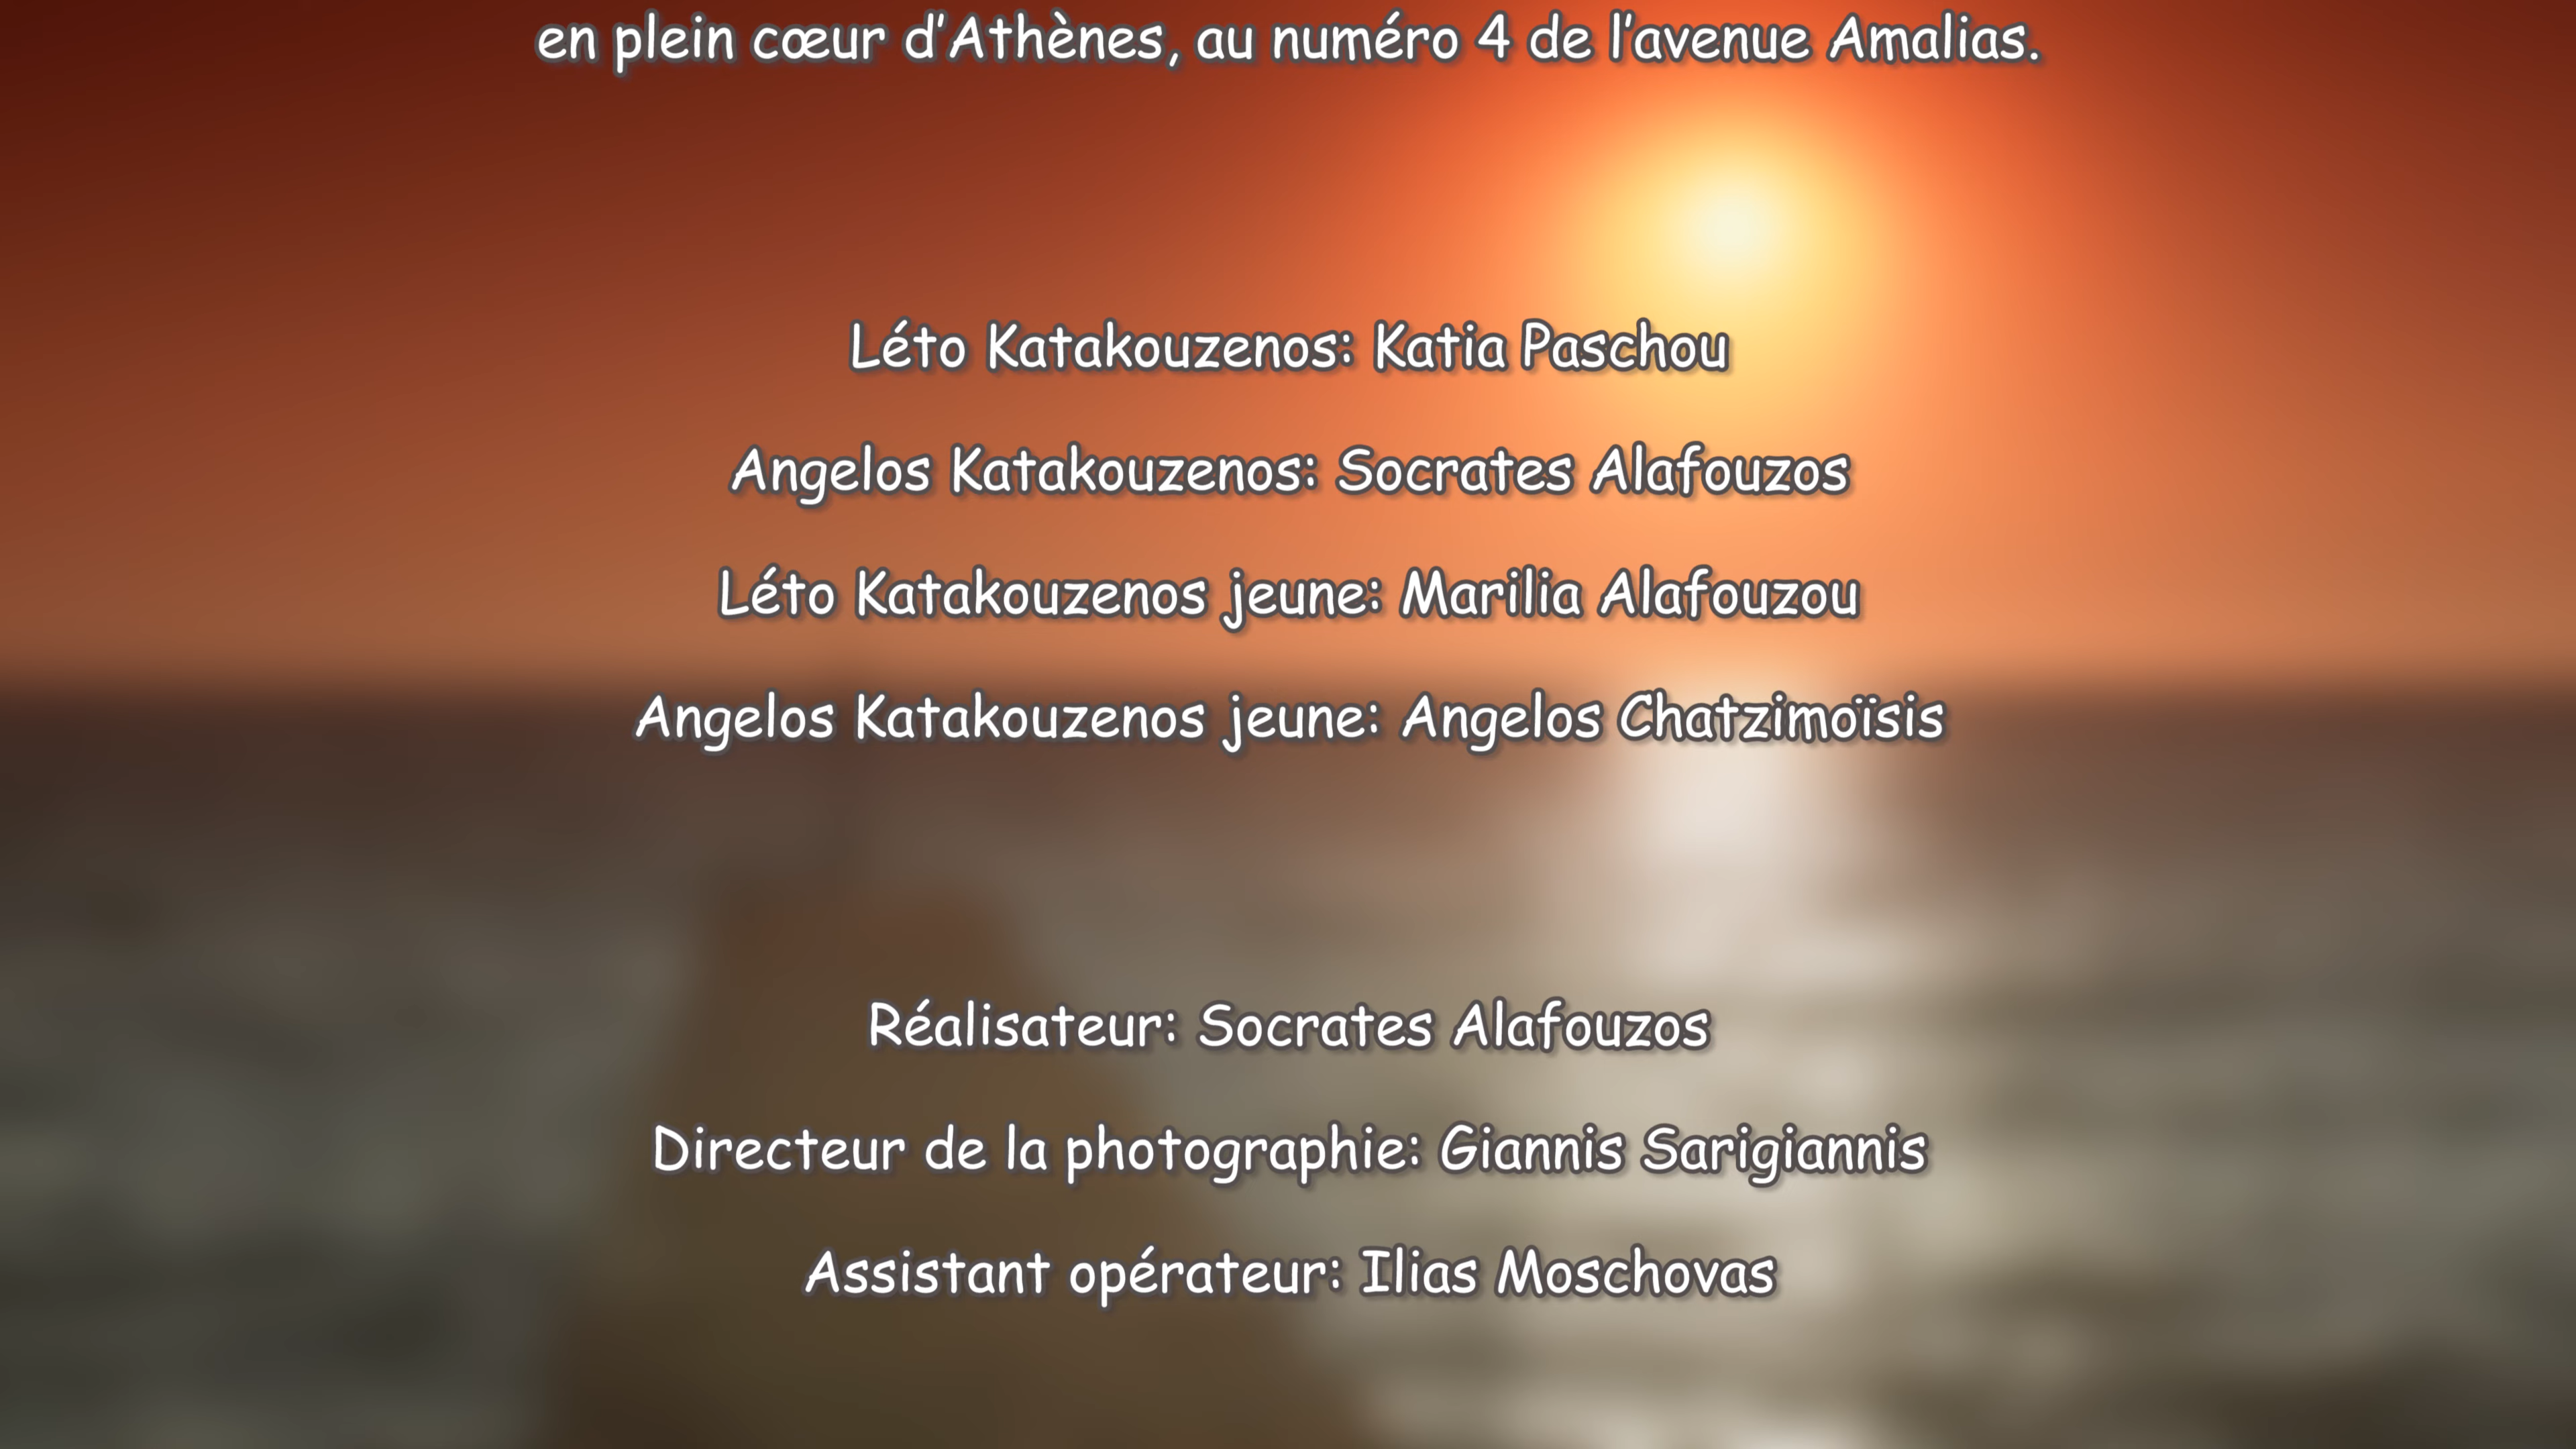 en plein cœur d’Athènes, au numéro 4 de l’avenue Amalias.
Léto Katakouzenos: Katia Paschou
Angelos Katakouzenos: Socrates Alafouzos
Léto Katakouzenos jeune: Marilia Alafouzou
Angelos Katakouzenos jeune: Angelos Chatzimoïsis
Réalisateur: Socrates Alafouzos
Directeur de la photographie: Giannis Sarigiannis
Assistant opérateur: Ilias Moschovas